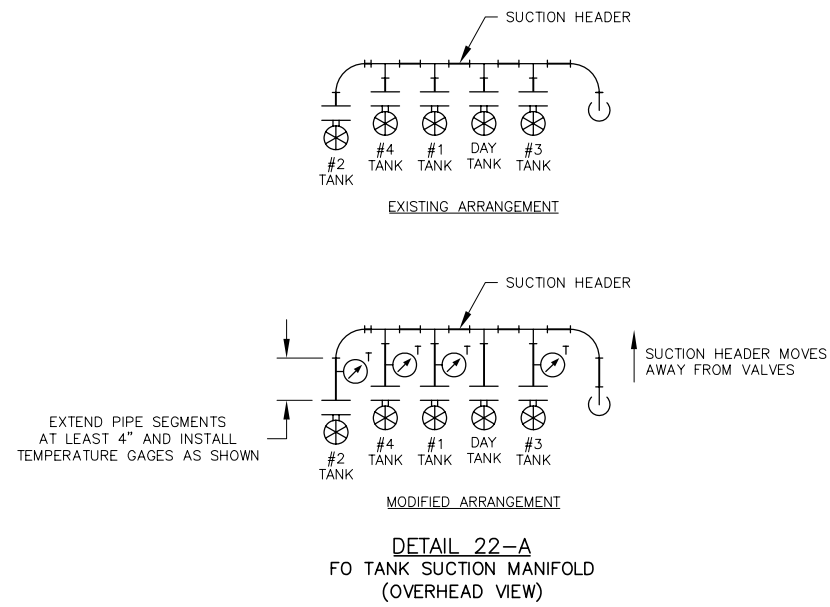 SUCTION HEADER
#2
TANK
#4
TANK
#1
TANK
DAY
TANK
#3
TANK
EXISTING ARRANGEMENT
SUCTION HEADER
T
T
T
T
SUCTION HEADER MOVES
AWAY FROM VALVES
EXTEND PIPE SEGMENTS
AT LEAST 4" AND INSTALL
TEMPERATURE GAGES AS SHOWN
#2
TANK
#4
TANK
#1
TANK
DAY
TANK
#3
TANK
MODIFIED ARRANGEMENT
DETAIL 22-A
FO TANK SUCTION MANIFOLD
(OVERHEAD VIEW)